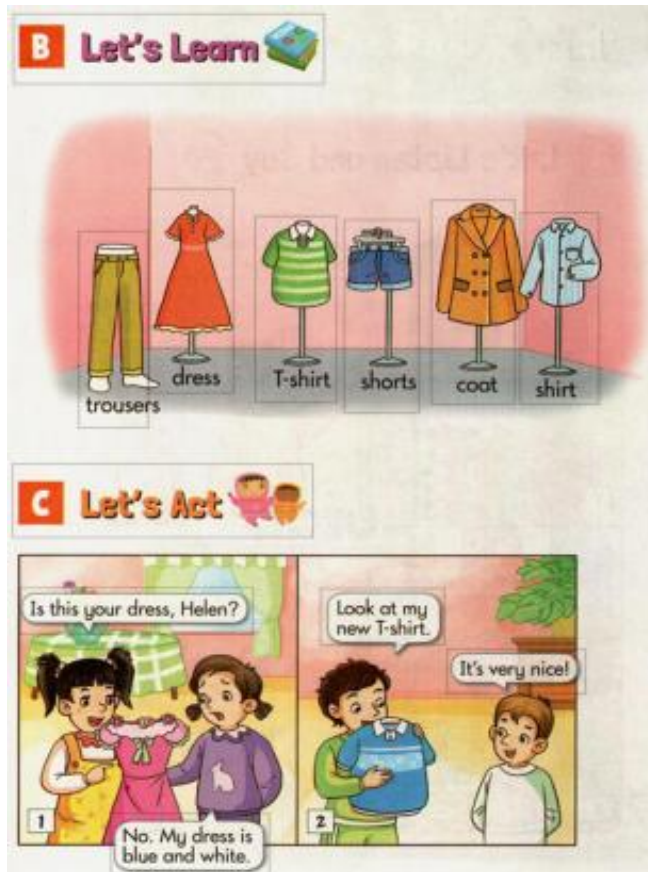 B Let's Learn
trousers
dress
T-shirt
shorts
coat
shirt
C Let's Act
Is this your dress, Helen?
No. My dress is
blue and white.
1
Look at my
new T-shirt.
It's very nice!
2